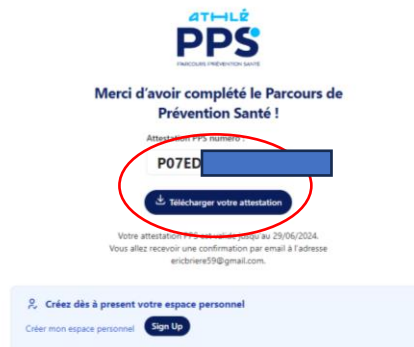 ATHLÉ
PPS
PARCOURS PRÉVENTION SANTÉ
Merci d'avoir complété le Parcours de
Prévention Santé !
Attestation PPS numéro :
P07ED
Télécharger votre attestation
Votre attestation PPS est valide jusqu'au 29/06/2024.
Vous allez recevoir une confirmation par email à l'adresse
ericbriere59@gmail.com.
Créez dès à present votre espace personnel
Créer mon espace personnel Sign Up